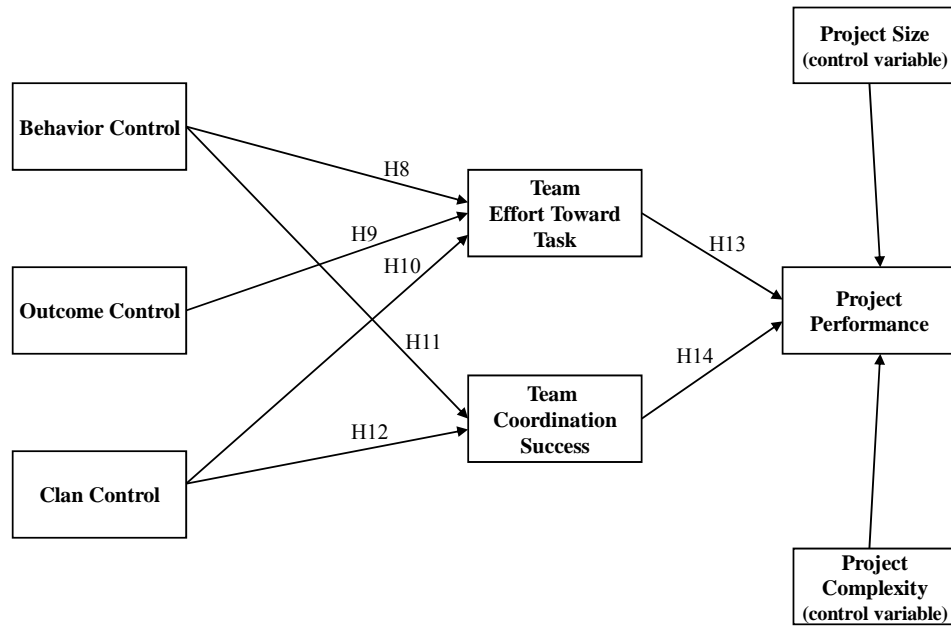 Project Size
(control variable)
Behavior Control
H8
Team
Effort Toward
Task
H9
H10
H13
Outcome Control
Project
Performance
H11
H14
Team
Coordination
Success
H12
Clan Control
Project
Complexity
(control variable)